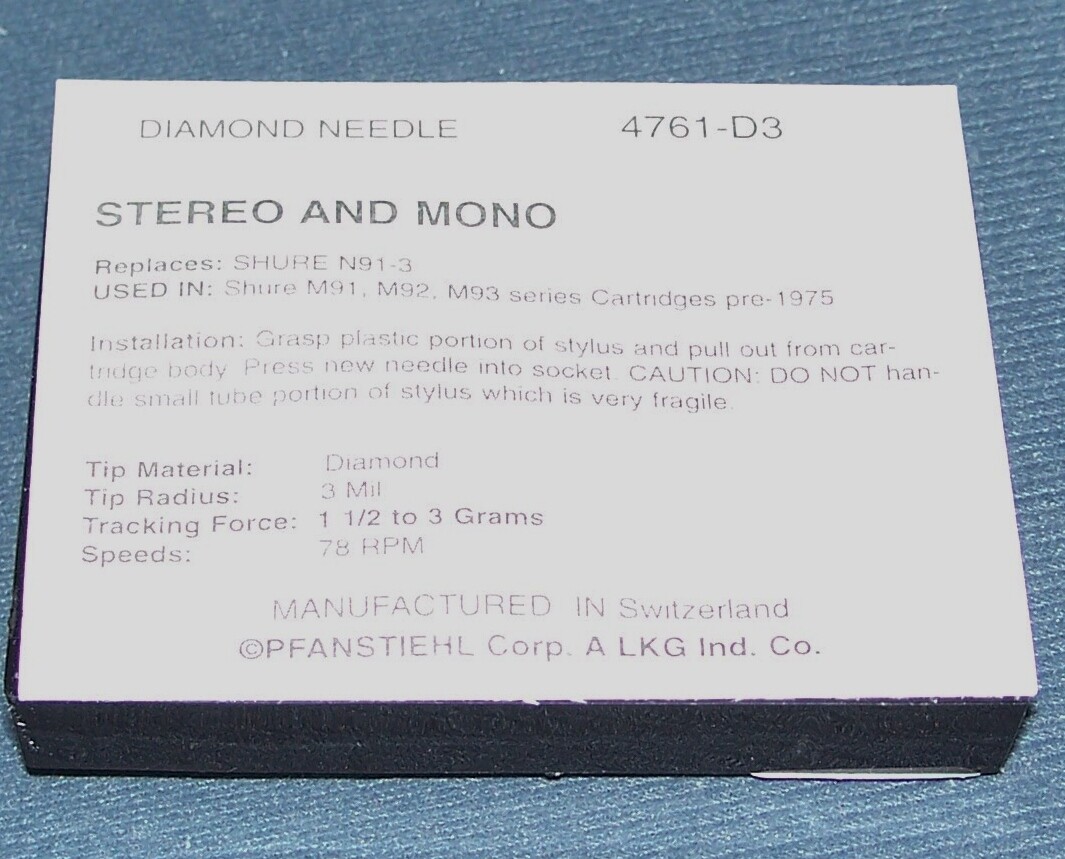 DIAMOND NEEDLE 4761-D3
STEREO AND MONO
Replaces: SHURE N91-3
USED IN: Shure M91, M92, M93 series Cartridges pre-1975
Installation: Grasp plastic portion of stylus and pull out from car-
tridge body. Press new needle into socket. CAUTION: DO NOT han-
dle small tube portion of stylus which is very fragile.
Tip Material: Diamond
Tip Radius: 3 Mil
Tracking Force: 1 1/2 to 3 Grams
Speeds: 78 RPM
MANUFACTURED IN Switzerland
©PFANSTIEHL Corp. A LKG Ind. Co.